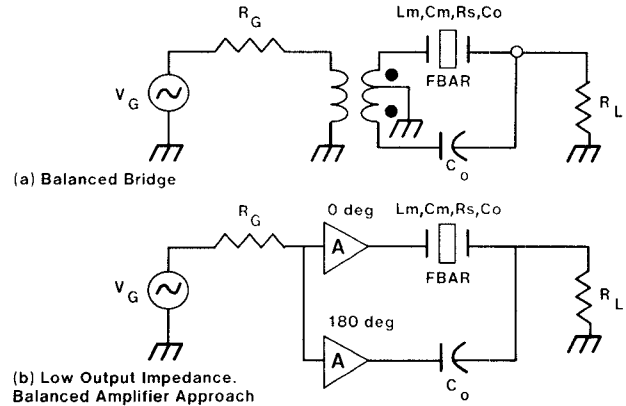 R_G
Lm,Cm,Rs,Co
V_G
FBAR
R_L
C_o
(a) Balanced Bridge
R_G
0 deg
Lm,Cm,Rs,Co
A
V_G
FBAR
R_L
180 deg
A
C_o
(b) Low Output Impedance.
Balanced Amplifier Approach